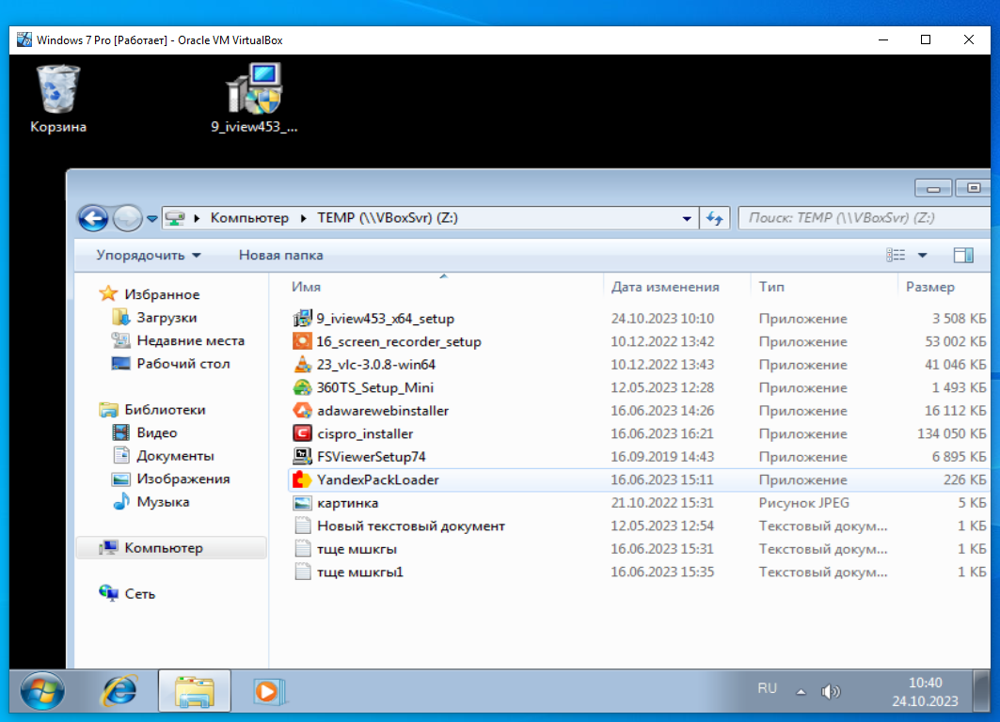 Windows 7 Pro [Работает] - Oracle VM VirtualBox
Корзина
9_iview453_...
Компьютер
TEMP (\\VBoxSvr) (Z:)
Поиск: TEMP (\\VBoxSvr) (Z:)
Упорядочить
Новая папка
Имя
Дата изменения
Тип
Размер
Избранное
Загрузки
Недавние места
Рабочий стол
Библиотеки
Видео
Документы
Изображения
Музыка
Компьютер
Сеть
9_iview453_x64_setup 24.10.2023 10:10 Приложение 3 508 КБ
16_screen_recorder_setup 10.12.2022 13:42 Приложение 53 002 КБ
23_vlc-3.0.8-win64 10.12.2022 13:43 Приложение 41 046 КБ
360TS_Setup_Mini 12.05.2023 12:28 Приложение 1 493 КБ
adawarewebinstaller 16.06.2023 14:26 Приложение 16 112 КБ
cispro_installer 16.06.2023 16:21 Приложение 134 050 КБ
FSViewerSetup74 16.09.2019 14:43 Приложение 6 895 КБ
YandexPackLoader 16.06.2023 15:11 Приложение 226 КБ
картинка 21.10.2022 15:31 Рисунок JPEG 5 КБ
Новый текстовый документ 12.05.2023 12:54 Текстовый докум... 1 КБ
тще мшкгы 16.06.2023 15:31 Текстовый докум... 1 КБ
тще мшкгы1 16.06.2023 15:35 Текстовый докум... 1 КБ
RU
10:40
24.10.2023